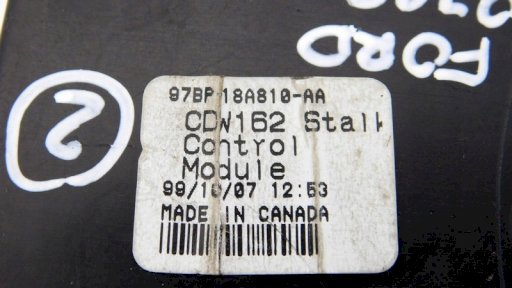 FORD
2
97BP-18A810-AA
CDW162 Stalk
Control
Module
99/10/07 12:53
MADE IN CANADA